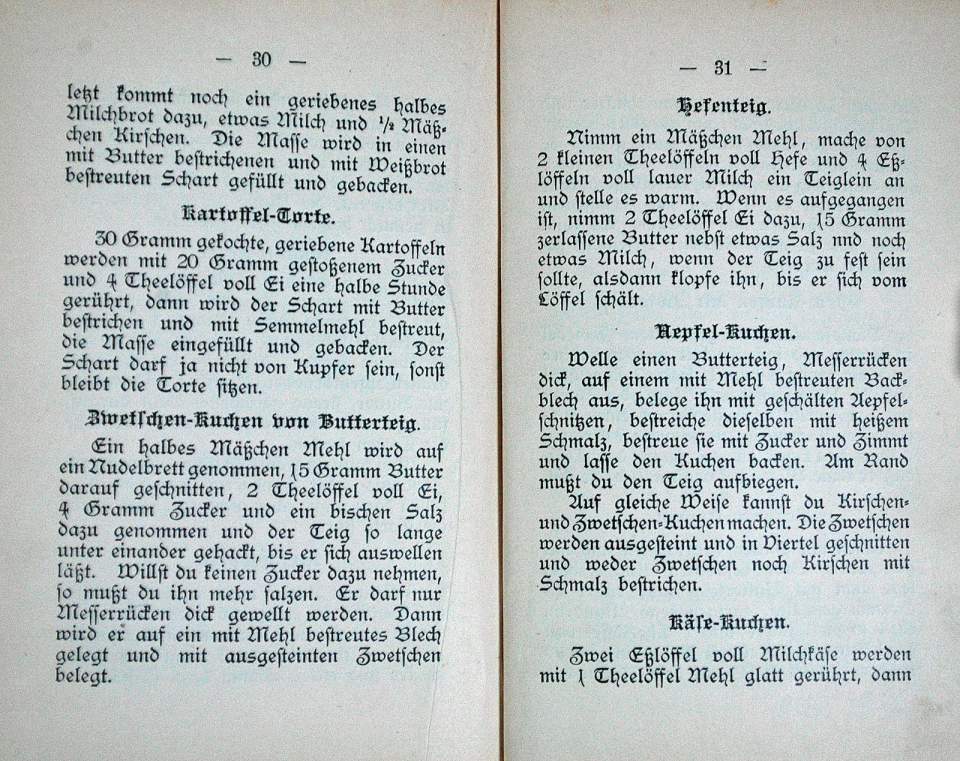 — 30 —
letzt kommt noch ein geriebenes halbes
Milchbrot dazu, etwas Milch und 1/2 Mäß-
chen Kirschen. Die Masse wird in einen
mit Butter bestrichenen und mit Weißbrot
bestreuten Schart gefüllt und gebacken.
Kartoffel-Torte.
30 Gramm gekochte, geriebene Kartoffeln
werden mit 20 Gramm gestoßenem Zucker
und 4 Theelöffel voll Ei eine halbe Stunde
gerührt, dann wird der Schart mit Butter
bestrichen und mit Semmelmehl bestreut,
die Masse eingefüllt und gebacken. Der
Schart darf ja nicht von Kupfer sein, sonst
bleibt die Torte sitzen.
Zwetschen-Kuchen von Butterteig.
Ein halbes Mäßchen Mehl wird auf
ein Nudelbrett genommen, 15 Gramm Butter
darauf geschnitten, 2 Theelöffel voll Ei,
4 Gramm Zucker und ein bischen Salz
dazu genommen und der Teig so lange
unter einander gehackt, bis er sich auswellen
läßt. Willst du keinen Zucker dazu nehmen,
so mußt du ihn mehr salzen. Er darf nur
Messerrücken dick gewellt werden. Dann
wird er auf ein mit Mehl bestreutes Blech
gelegt und mit ausgesteinten Zwetschen
belegt.
— 31 —
Hefenteig.
Nimm ein Mäßchen Mehl, mache von
2 kleinen Theelöffeln voll Hefe und 4 Eß-
löffeln voll lauer Milch ein Teiglein an
und stelle es warm. Wenn es aufgegangen
ist, nimm 2 Theelöffel Ei dazu, 15 Gramm
zerlassene Butter nebst etwas Salz nnd noch
etwas Milch, wenn der Teig zu fest sein
sollte, alsdann klopfe ihn, bis er sich vom
Löffel schält.
Aepfel-Kuchen.
Welle einen Butterteig, Messerrücken
dick, auf einem mit Mehl bestreuten Back-
blech aus, belege ihn mit geschälten Aepfel-
schnitzen, bestreiche dieselben mit heißem
Schmalz, bestreue sie mit Zucker und Zimmt
und lasse den Kuchen backen. Am Rand
mußt du den Teig aufbiegen.
Auf gleiche Weise kannst du Kirschen-
und Zwetschen-Kuchen machen. Die Zwetschen
werden ausgesteint und in Viertel geschnitten
und weder Zwetschen noch Kirschen mit
Schmalz bestrichen.
Käse-Kuchen.
Zwei Eßlöffel voll Milchkäse werden
mit 1 Theelöffel Mehl glatt gerührt, dann